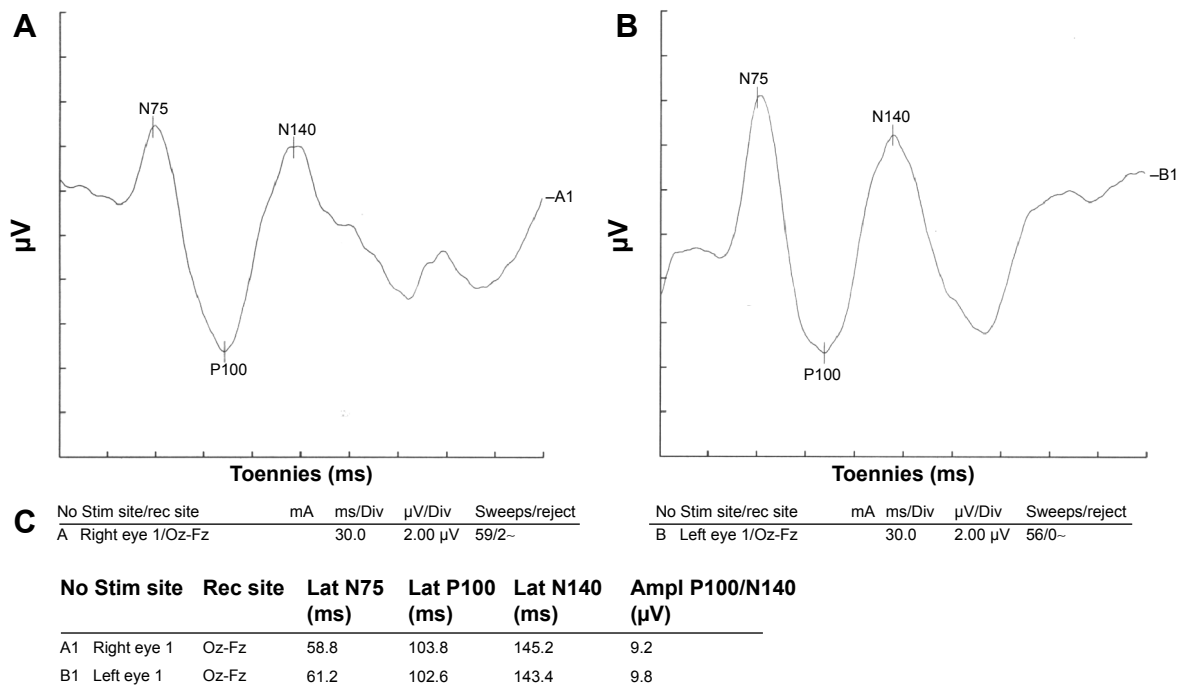 A
B
N75
N140
P100
–A1
µV
Toennies (ms)
N75
N140
P100
–B1
µV
Toennies (ms)
C
No Stim site/rec site mA ms/Div µV/Div Sweeps/reject
A Right eye 1/Oz-Fz 30.0 2.00 µV 59/2~
No Stim site/rec site mA ms/Div µV/Div Sweeps/reject
B Left eye 1/Oz-Fz 30.0 2.00 µV 56/0~
No Stim site Rec site Lat N75 Lat P100 Lat N140 Ampl P100/N140
(ms) (ms) (ms) (µV)
A1 Right eye 1 Oz-Fz 58.8 103.8 145.2 9.2
B1 Left eye 1 Oz-Fz 61.2 102.6 143.4 9.8